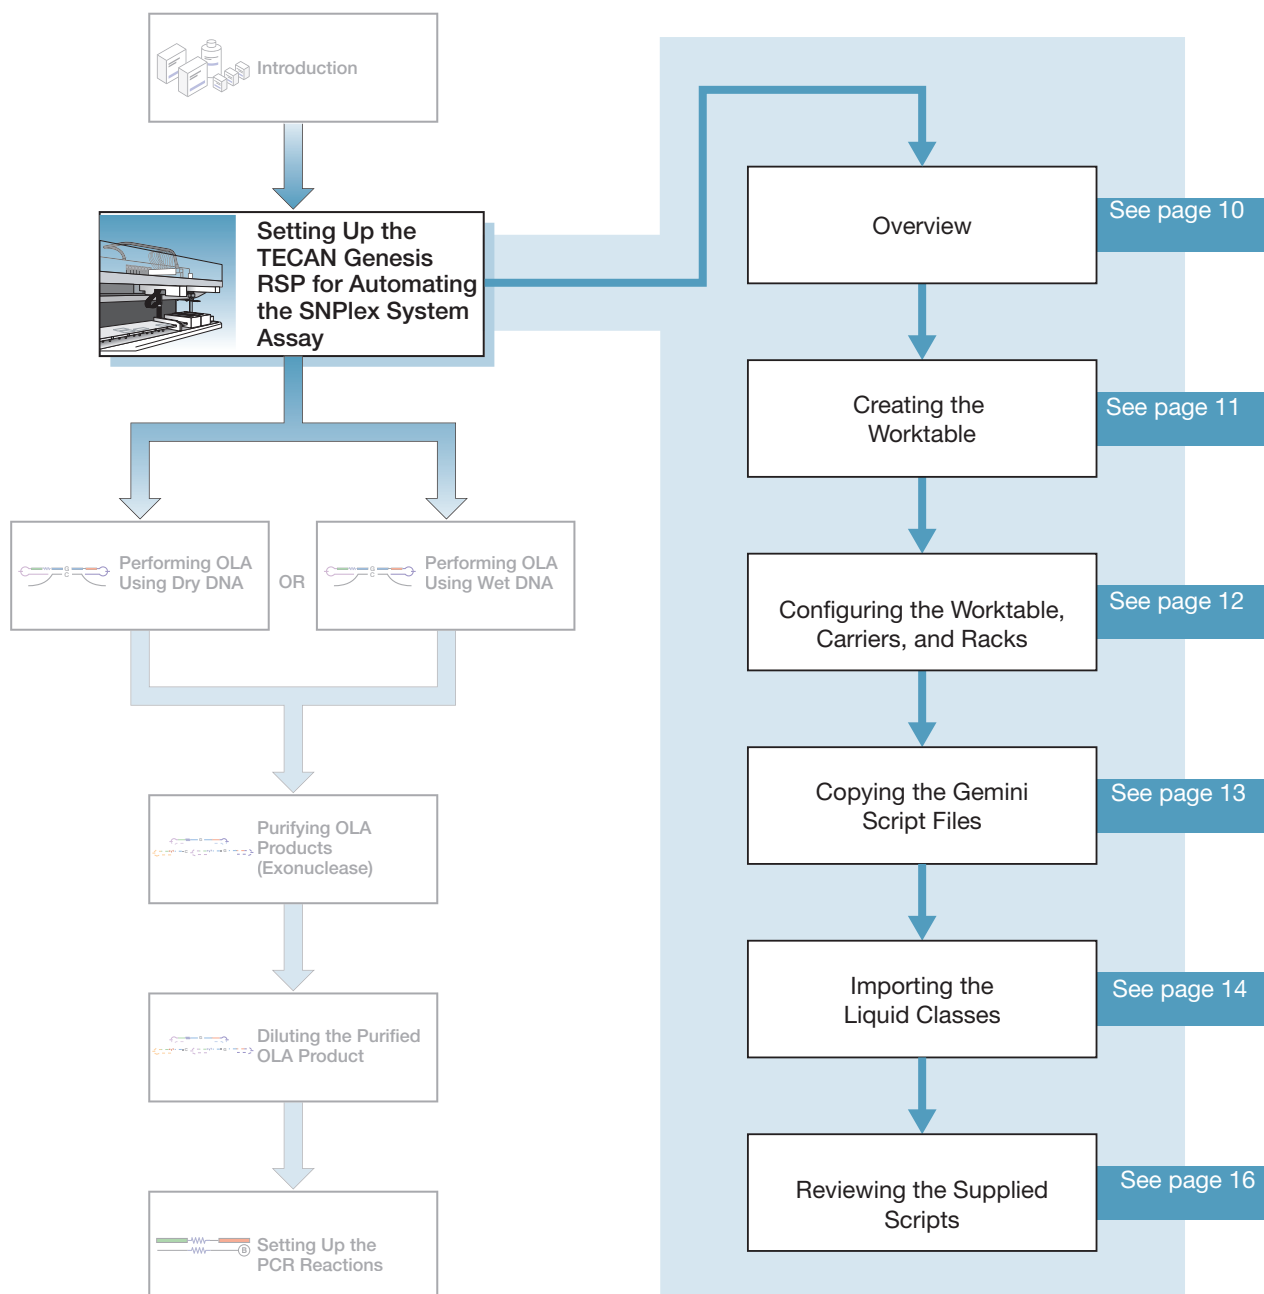 Introduction
Setting Up the
TECAN Genesis
RSP for Automating
the SNPlex System
Assay
Performing OLA
Using Dry DNA
OR
Performing OLA
Using Wet DNA
Purifying OLA
Products
(Exonuclease)
Diluting the Purified
OLA Product
Setting Up the
PCR Reactions
B
G
C
G
C
Overview
See page 10
Creating the
Worktable
See page 11
Configuring the Worktable,
Carriers, and Racks
See page 12
Copying the Gemini
Script Files
See page 13
Importing the
Liquid Classes
See page 14
Reviewing the Supplied
Scripts
See page 16